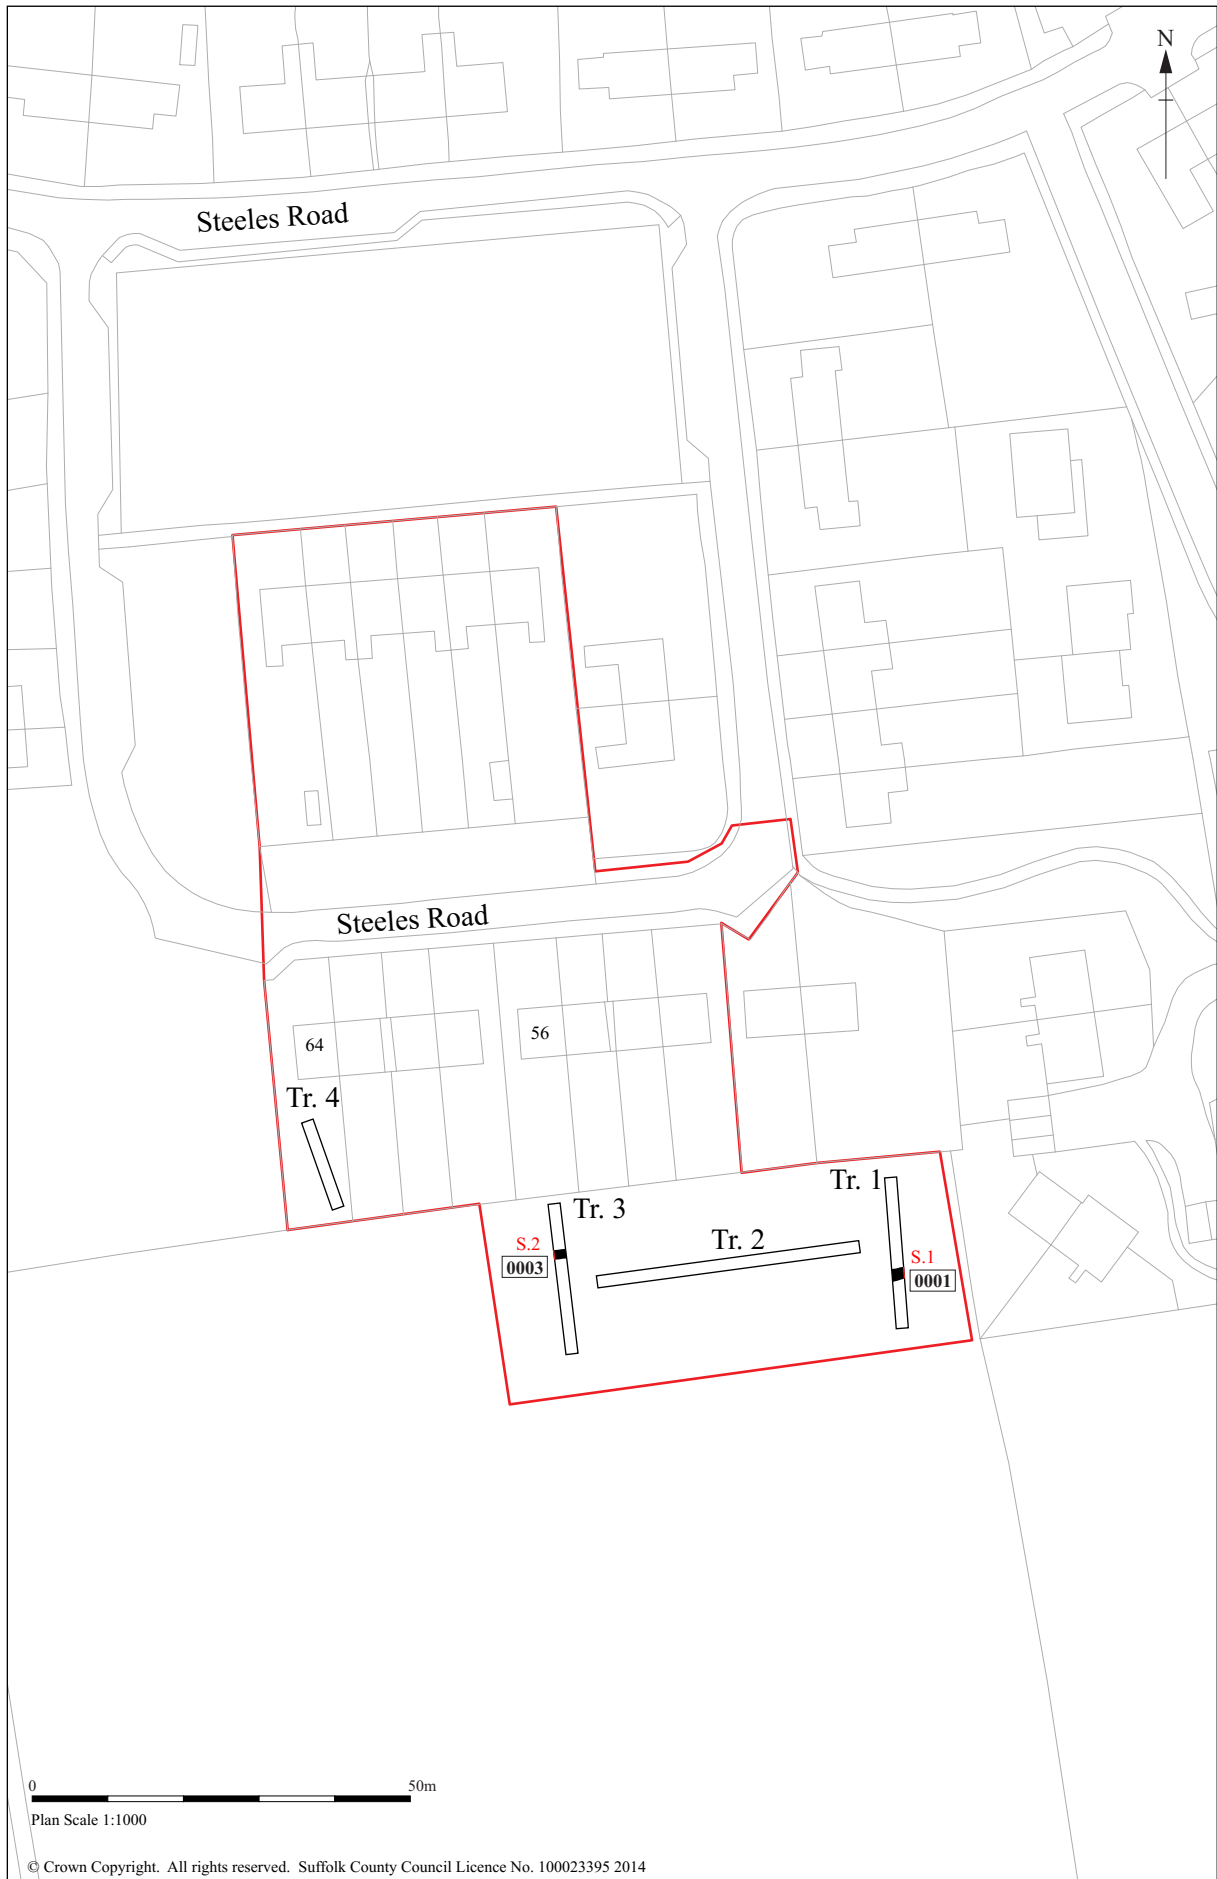 N
Steeles Road
Steeles Road
64
56
Tr. 4
Tr. 1
Tr. 3
Tr. 2
S.2
0003
S.1
0001
0 50m
Plan Scale 1:1000
© Crown Copyright. All rights reserved. Suffolk County Council Licence No. 100023395 2014